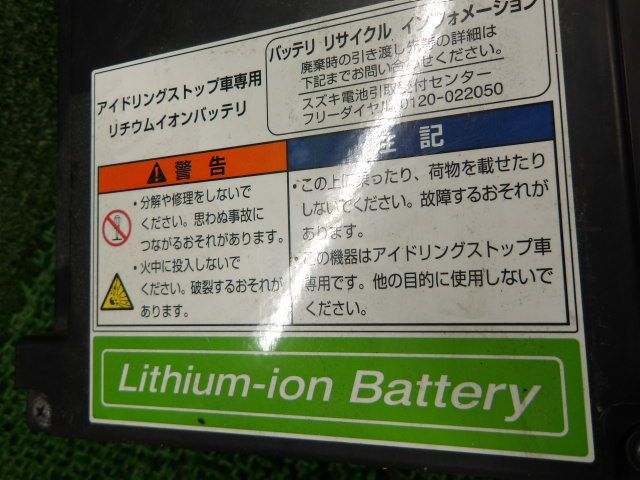 アイドリングストップ車専用
リチウムイオンバッテリ
バッテリ リサイクル インフォメーション
廃棄時の引き渡し先等の詳細は
下記までお問い合せください。
スズキ電池引取受付センター
フリーダイヤル 0120-022050
警告
・分解や修理をしないで
ください。思わぬ事故に
つながるおそれがあります。
・火中に投入しないで
ください。破裂するおそれが
あります。
注記
・この上に乗ったり、荷物を載せたり
しないでください。故障するおそれが
あります。
・この機器はアイドリングストップ車
専用です。他の目的に使用しないで
ください。
Lithium-ion Battery